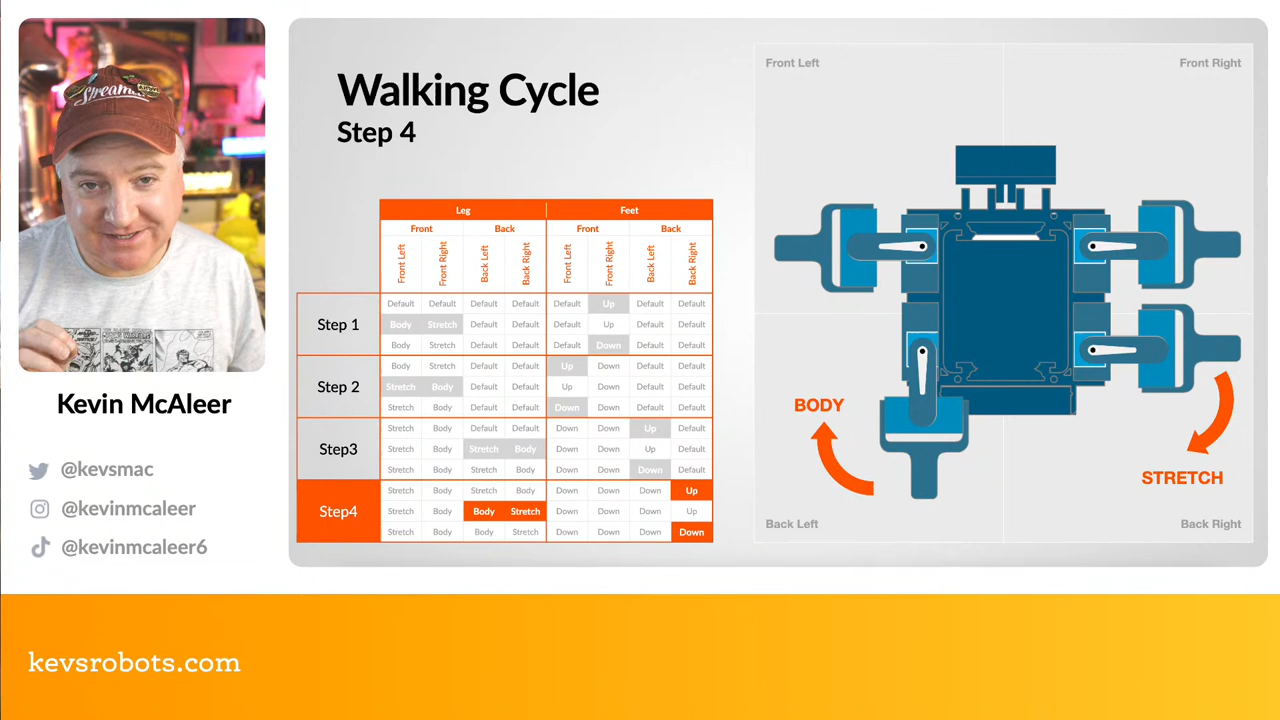 Streamer
Kevin McAleer
@kevsmac
@kevinmcaleer
@kevinmcaleer6
Walking Cycle
Step 4
Leg Feet
Front Back Front Back
Front Left Front Right Back Left Back Right Front Left Front Right Back Left Back Right
Step 1
Default Default Default Default Default Up Default Default
Body Stretch Default Default Default Up Default Default
Body Stretch Default Default Default Down Default Default
Step 2
Body Stretch Default Default Up Down Default Default
Stretch Body Default Default Up Down Default Default
Stretch Body Default Default Down Down Default Default
Step3
Stretch Body Default Default Down Down Up Default
Stretch Body Stretch Body Down Down Up Default
Stretch Body Stretch Body Down Down Down Default
Step4
Stretch Body Stretch Body Down Down Down Up
Stretch Body Body Stretch Down Down Down Up
Stretch Body Body Stretch Down Down Down Down
Front Left Front Right
BODY
STRETCH
Back Left Back Right
kevsrobots.com